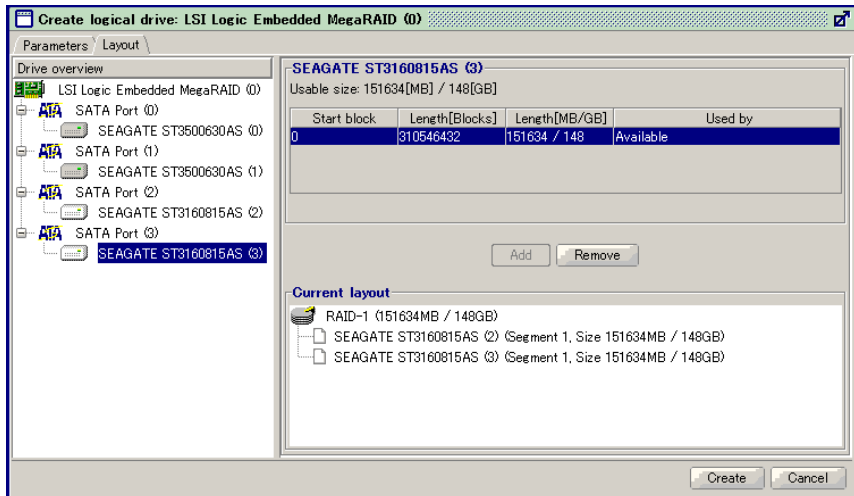 Create logical drive: LSI Logic Embedded MegaRAID (0)
Parameters Layout
Drive overview
LSI Logic Embedded MegaRAID (0)
ATA SATA Port (0)
SEAGATE ST3500630AS (0)
ATA SATA Port (1)
SEAGATE ST3500630AS (1)
ATA SATA Port (2)
SEAGATE ST3160815AS (2)
ATA SATA Port (3)
SEAGATE ST3160815AS (3)
SEAGATE ST3160815AS (3)
Usable size: 151634[MB] / 148[GB]
Start block Length[Blocks] Length[MB/GB] Used by
0 310546432 151634 / 148 Available
Add Remove
Current layout
RAID-1 (151634MB / 148GB)
SEAGATE ST3160815AS (2) (Segment 1, Size 151634MB / 148GB)
SEAGATE ST3160815AS (3) (Segment 1, Size 151634MB / 148GB)
Create Cancel